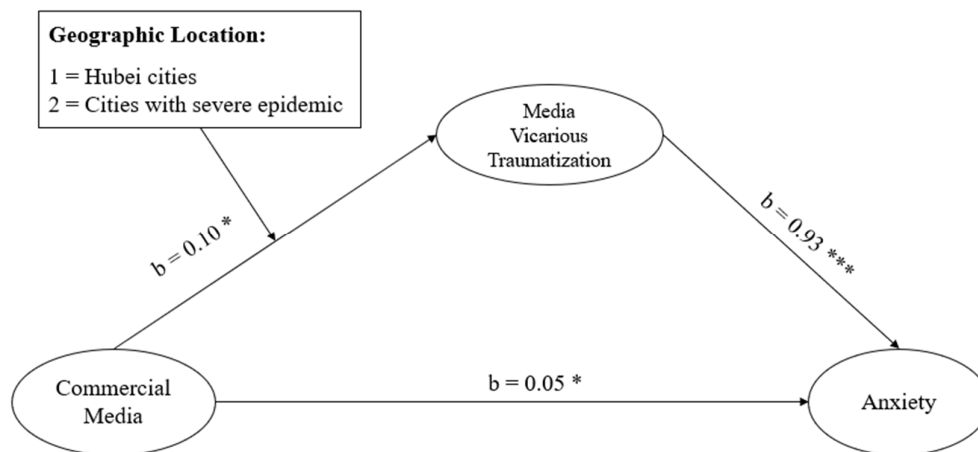 Geographic Location:
1 = Hubei cities
2 = Cities with severe epidemic
Media
Vicarious
Traumatization
b = 0.10 *
b = 0.93 ***
Commercial
Media
b = 0.05 *
Anxiety